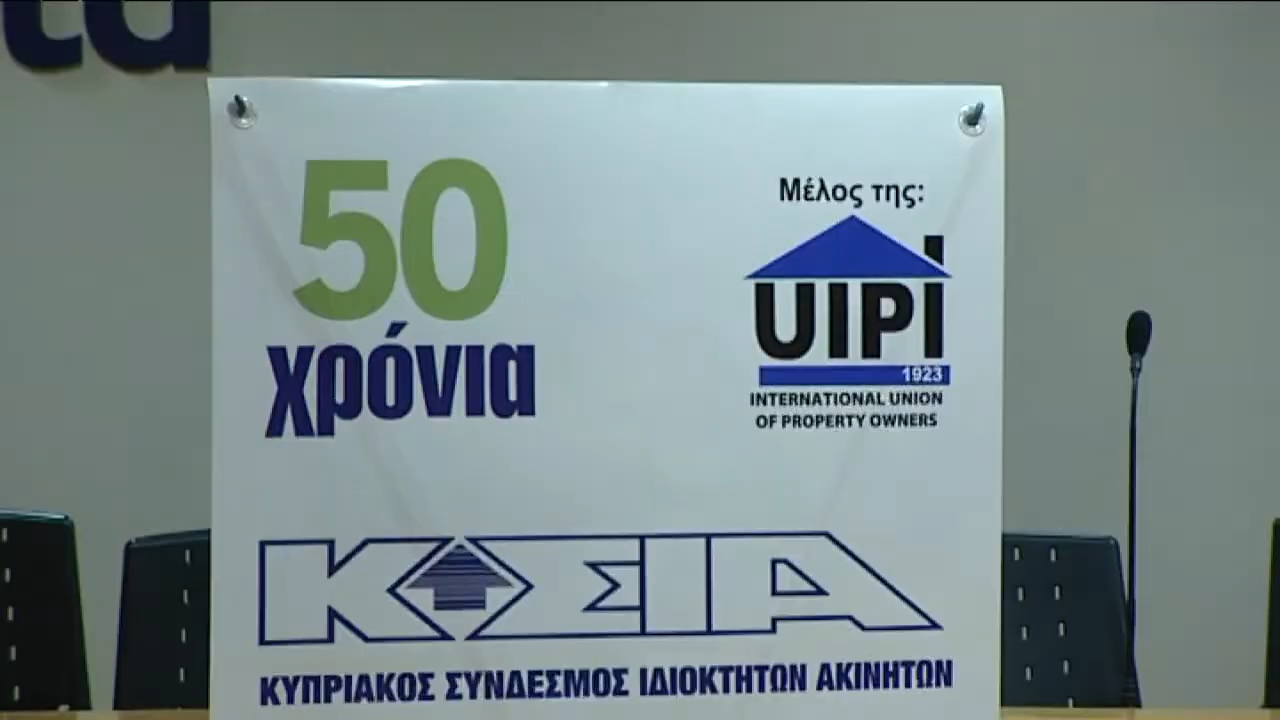 50
χρόνια
Μέλος της:
UIPI
1923
INTERNATIONAL UNION
OF PROPERTY OWNERS
ΚΣΙΑ
ΚΥΠΡΙΑΚΟΣ ΣΥΝΔΕΣΜΟΣ ΙΔΙΟΚΤΗΤΩΝ ΑΚΙΝΗΤΩΝ